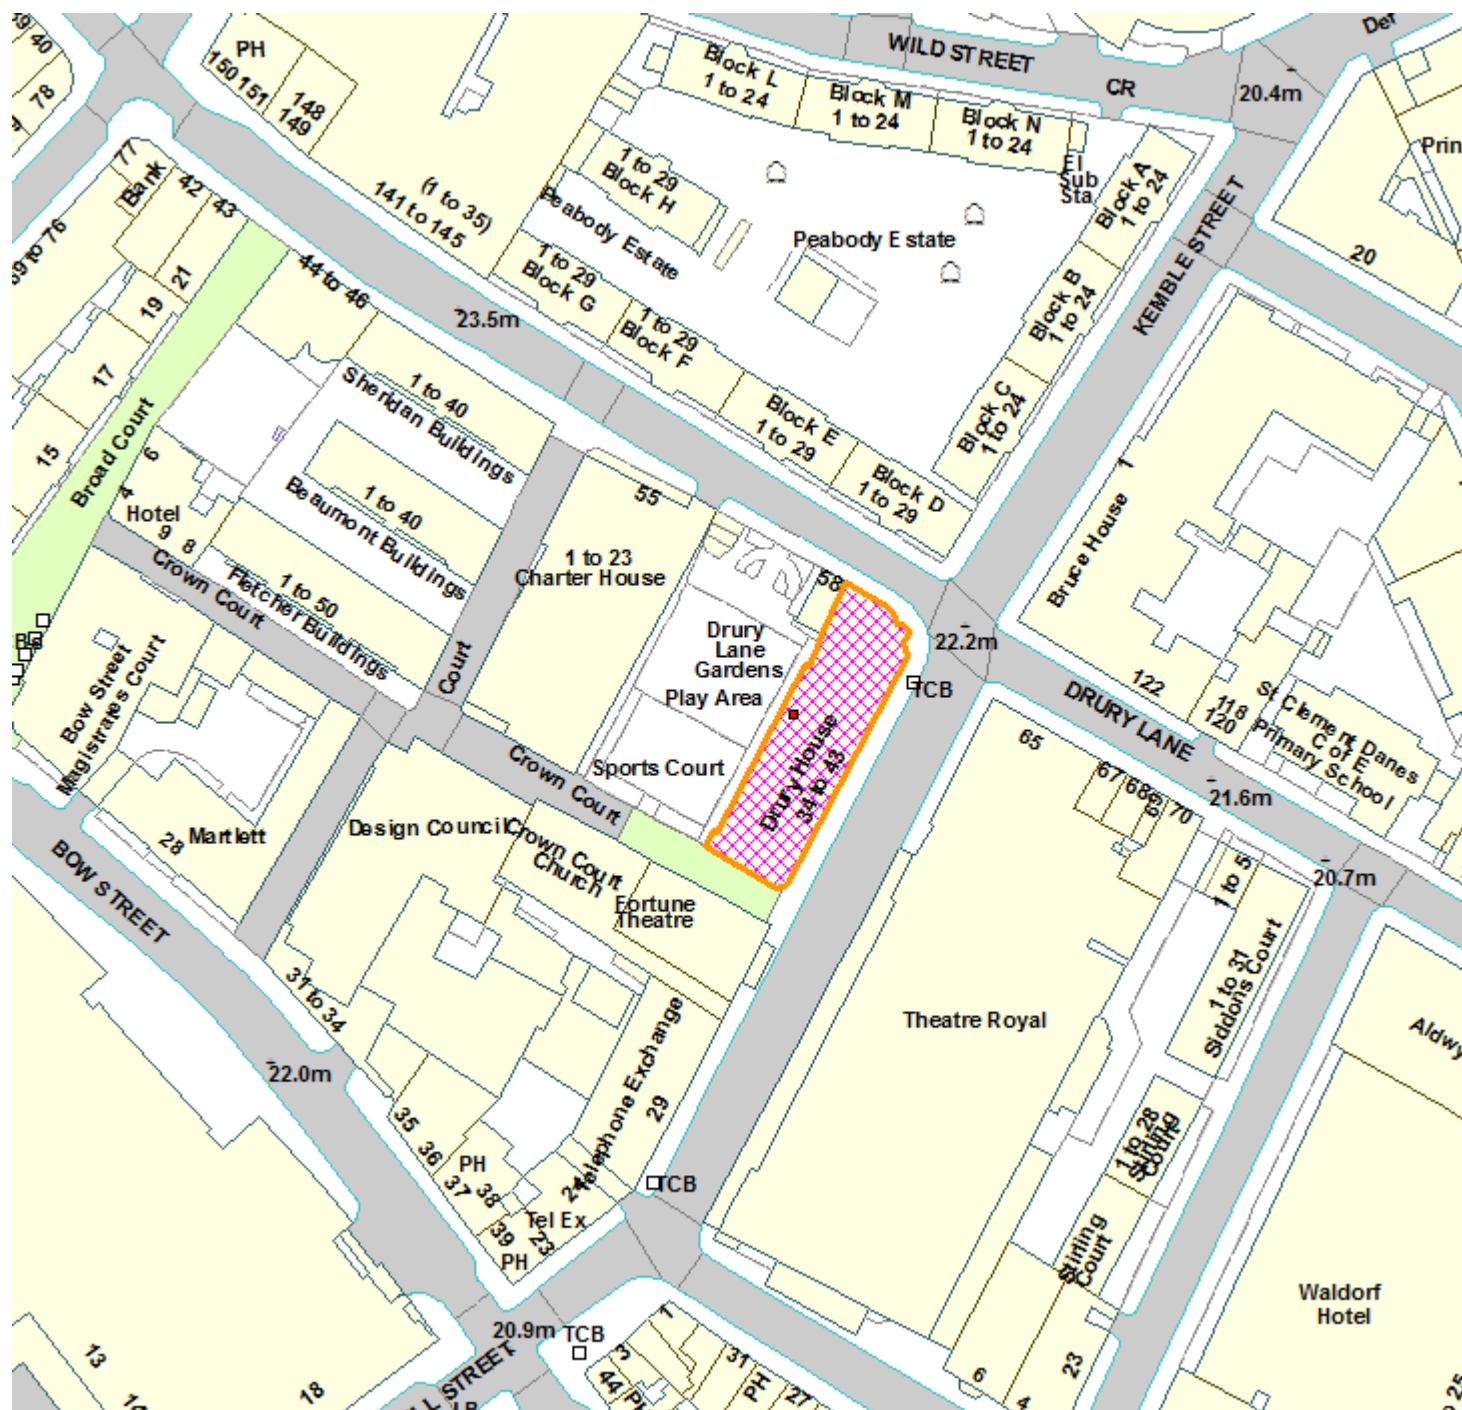 39
40
78
PH
150
151
148
149
Block L
1 to 24
Block M
1 to 24
Block N
1 to 24
WILD STREET
CR
20.4m
El
Sub
Sta
Block A
1 to 24
77
Bank
42
43
1 to 29
Block H
(1 to 35)
141 to 145
Peabody Estate
Peabody Estate
KEMBLE STREET
20
21
19
17
15
44 to 46
23.5m
1 to 29
Block G
1 to 29
Block F
Block B
1 to 24
Block C
1 to 24
Block E
1 to 29
Block D
1 to 29
Broad Court
1 to 40
Sheridan Buildings
1 to 40
Beaumont Buildings
6
4
Hotel
9
8
Crown Court
1 to 50
Fletcher Buildings
55
1 to 23
Charter House
58
Bruce House
1
22.2m
TCB
Drury
Lane
Gardens
Play Area
Sports Court
Drury House
34 to 43
Court
Crown Court
Bow Street
Magistrates Court
122
118
120
DRURY LANE
St Clement Danes
C of E
Primary School
65
67
68
69
70
21.6m
20.7m
28
Martlett
Design Council
Crown Court
Church
Fortune
Theatre
BOW STREET
31 to 34
22.0m
1 to 5
1 to 31
Siddons Court
Theatre Royal
Telephone Exchange
29
35
36
PH
37
38
39
PH
Tel Ex
23
24
TCB
1 to 28
Stirling
Court
Stirling
Court
Waldorf
Hotel
20.9m
TCB
13
18
1
3
44
31
PH
27
6
4
23
25